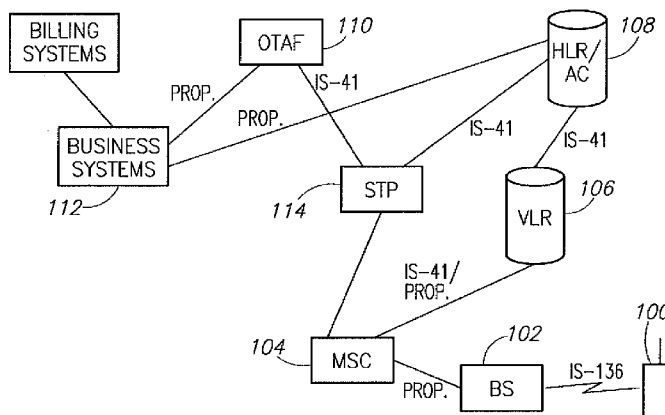 BILLING
SYSTEMS
OTAF
110
HLR/
AC
108
PROP.
IS-41
PROP.
IS-41
IS-41
BUSINESS
SYSTEMS
112
STP
114
VLR
106
IS-41/
PROP.
104
MSC
102
BS
PROP.
IS-136
100